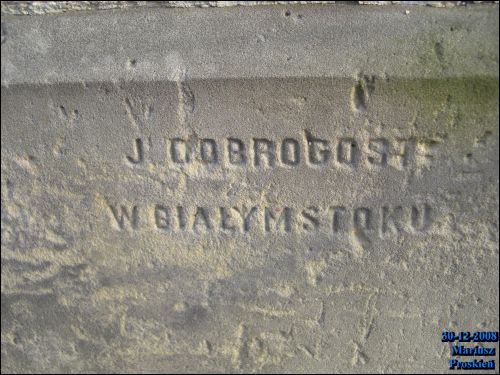 J DOBROGOST
W BIAŁYMSTOKU
30-12-2008
Mariusz
Proskień